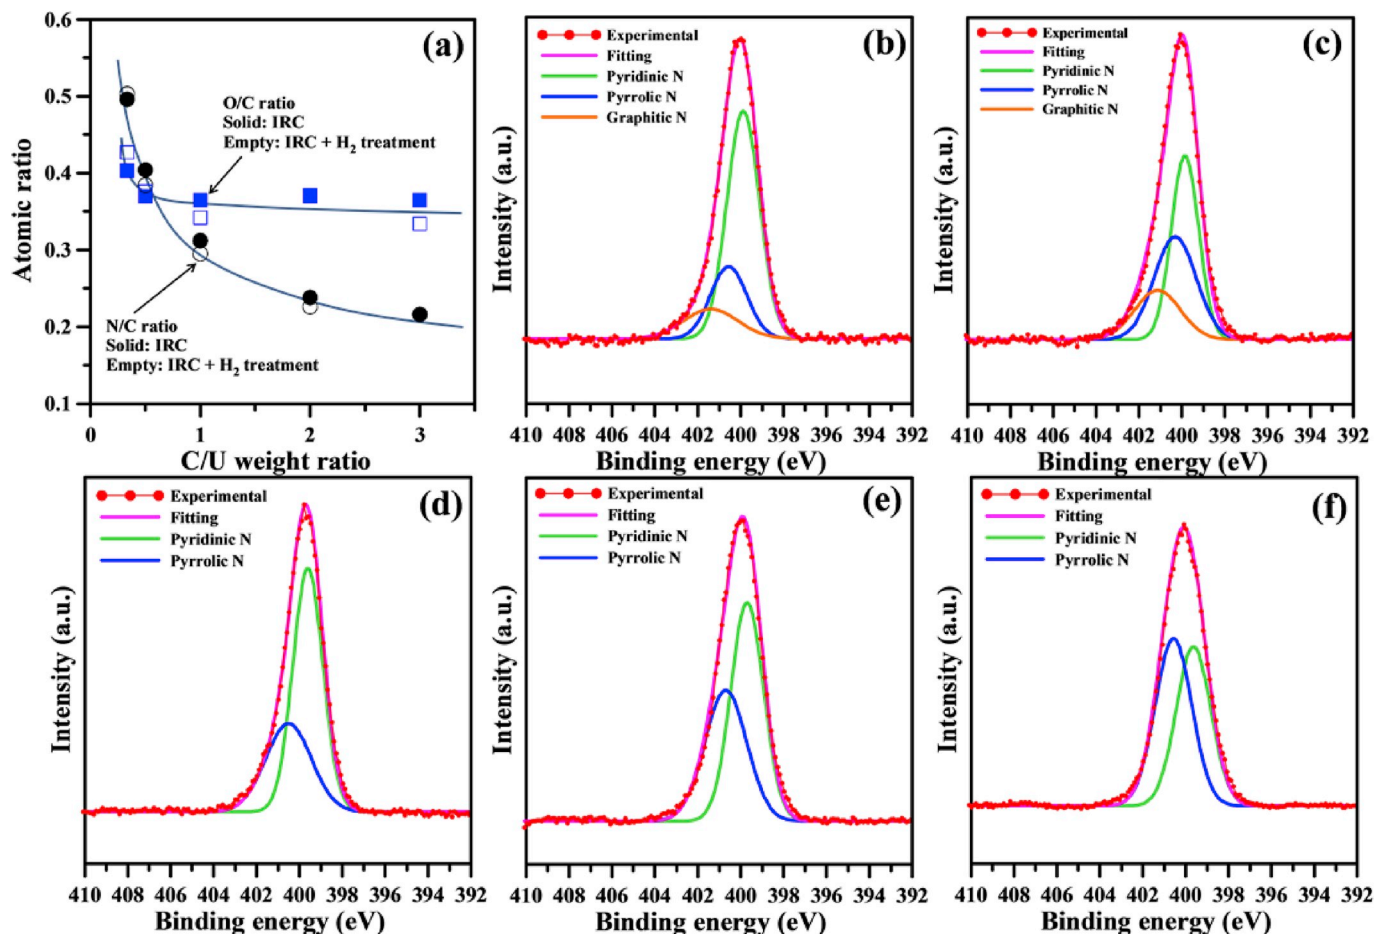 0.6
0.5
0.4
0.3
0.2
0.1
Atomic ratio
(a)
O/C ratio
Solid: IRC
Empty: IRC + H₂ treatment
N/C ratio
Solid: IRC
Empty: IRC + H₂ treatment
0 1 2 3
C/U weight ratio
(b)
Experimental
Fitting
Pyridinic N
Pyrrolic N
Graphitic N
Intensity (a.u.)
410 408 406 404 402 400 398 396 394 392
Binding energy (eV)
(c)
Experimental
Fitting
Pyridinic N
Pyrrolic N
Graphitic N
Intensity (a.u.)
410 408 406 404 402 400 398 396 394 392
Binding energy (eV)
(d)
Experimental
Fitting
Pyridinic N
Pyrrolic N
Intensity (a.u.)
410 408 406 404 402 400 398 396 394 392
Binding energy (eV)
(e)
Experimental
Fitting
Pyridinic N
Pyrrolic N
Intensity (a.u.)
410 408 406 404 402 400 398 396 394 392
Binding energy (eV)
(f)
Experimental
Fitting
Pyridinic N
Pyrrolic N
Intensity (a.u.)
410 408 406 404 402 400 398 396 394 392
Binding energy (eV)